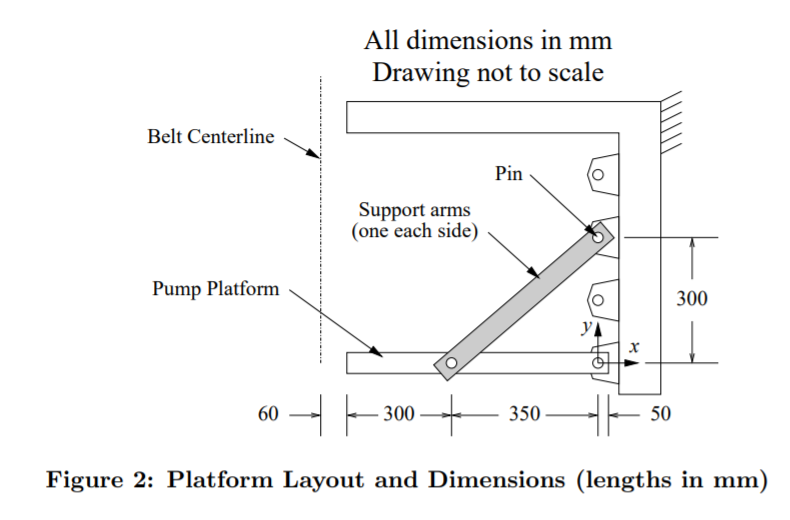 All dimensions in mm
Drawing not to scale
Belt Centerline
Pin
Support arms
(one each side)
Pump Platform
300
y
x
60
300
350
50
Figure 2: Platform Layout and Dimensions (lengths in mm)